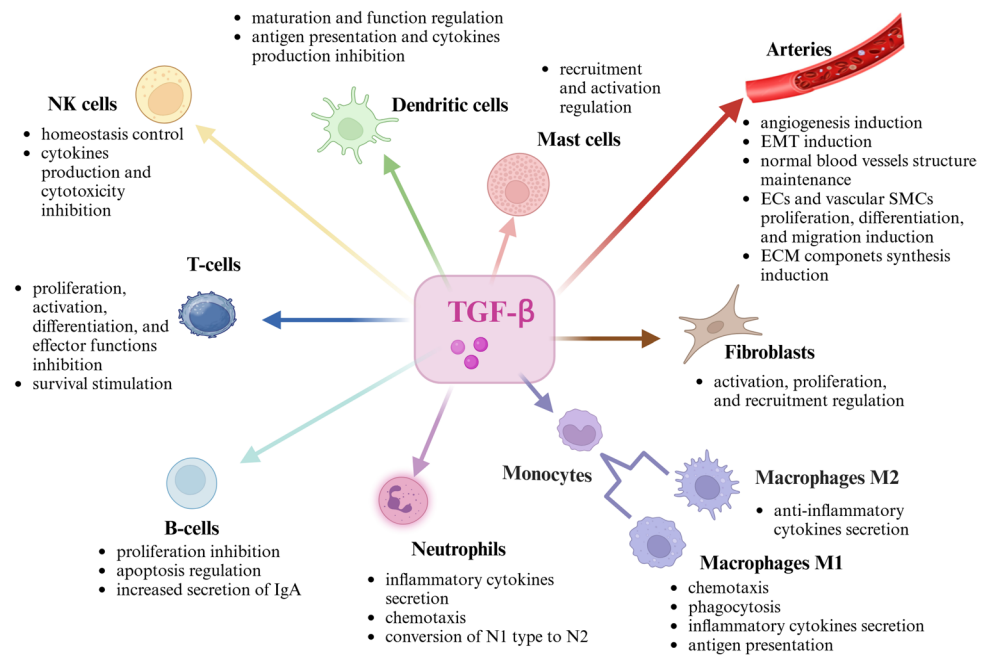 • maturation and function regulation
• antigen presentation and cytokines
production inhibition
Dendritic cells
NK cells
• homeostasis control
• cytokines
production and
cytotoxicity
inhibition
• recruitment
and activation
regulation
Mast cells
Arteries
• angiogenesis induction
• EMT induction
• normal blood vessels structure
maintenance
• ECs and vascular SMCs
proliferation, differentiation,
and migration induction
• ECM componets synthesis
induction
T-cells
• proliferation,
activation,
differentiation, and
effector functions
inhibition
• survival stimulation
TGF-β
Fibroblasts
• activation, proliferation,
and recruitment regulation
B-cells
• proliferation inhibition
• apoptosis regulation
• increased secretion of IgA
Neutrophils
• inflammatory cytokines
secretion
• chemotaxis
• conversion of N1 type to N2
Monocytes
Macrophages M2
• anti-inflammatory
cytokines secretion
Macrophages M1
• chemotaxis
• phagocytosis
• inflammatory cytokines secretion
• antigen presentation